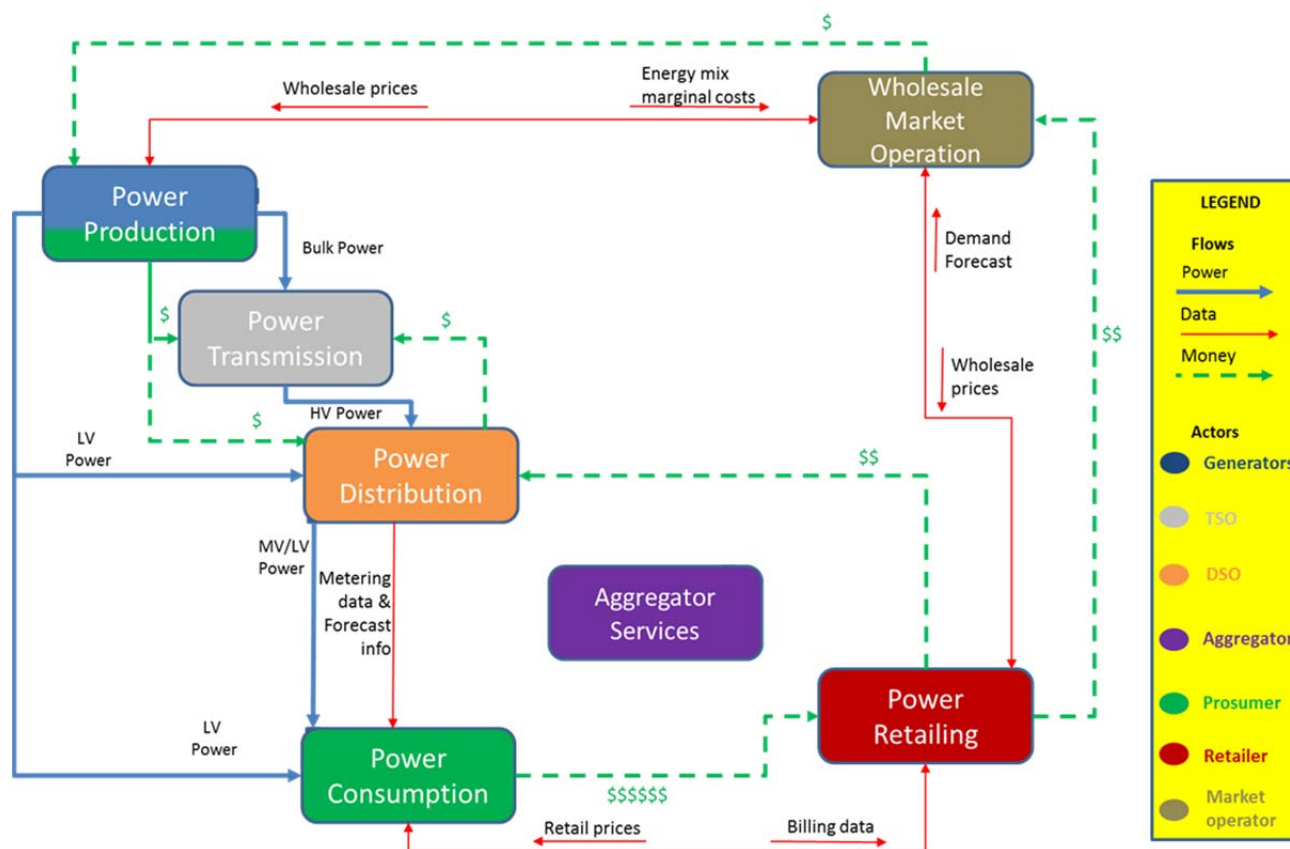 $
Wholesale prices
Energy mix
marginal costs
Wholesale
Market
Operation
Power
Production
Bulk Power
Demand
Forecast
$
Power
Transmission
$
$$
Wholesale
prices
HV Power
$
LV
Power
Power
Distribution
$$
MV/LV
Power
Metering
data &
Forecast
info
Aggregator
Services
LV
Power
Power
Consumption
$$$$$$
Power
Retailing
Retail prices
Billing data
LEGEND
Flows
Power
Data
Money
Actors
Generators
TSO
DSO
Aggregator
Prosumer
Retailer
Market
operator